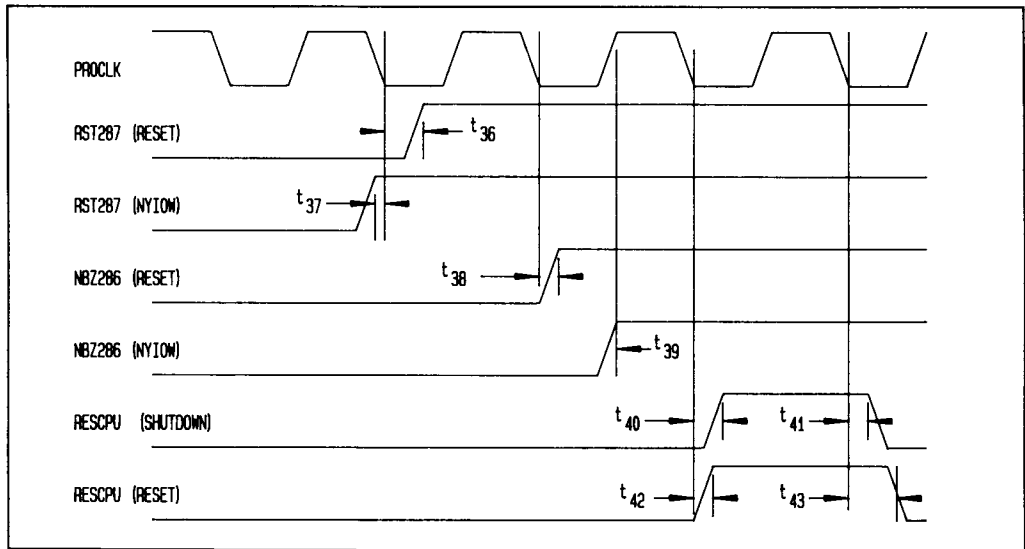 PROCLK
RST287 (RESET)
t36
RST287 (NYIOW)
t37
NBZ286 (RESET)
t38
NBZ286 (NYIOW)
t39
RESCPU (SHUTDOWN)
t40
t41
RESCPU (RESET)
t42
t43